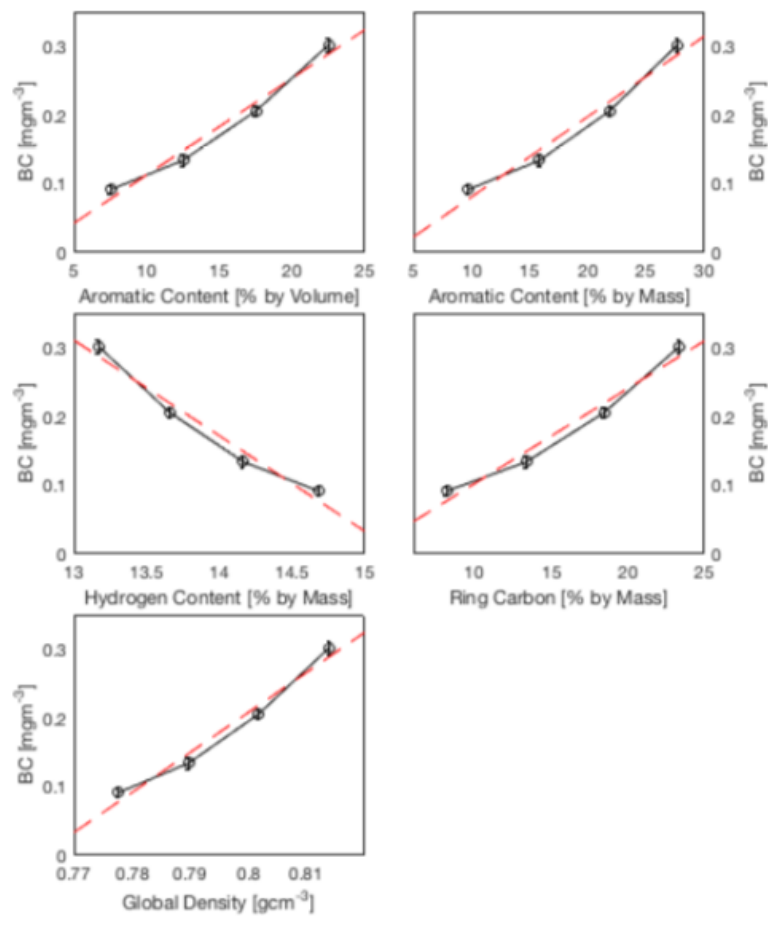 BC [mgm-3]
0.3
0.2
0.1
0
5 10 15 20 25
Aromatic Content [% by Volume]
BC [mgm-3]
0.3
0.2
0.1
0
5 10 15 20 25 30
Aromatic Content [% by Mass]
BC [mgm-3]
0.3
0.2
0.1
0
13 13.5 14 14.5 15
Hydrogen Content [% by Mass]
BC [mgm-3]
0.3
0.2
0.1
0
10 15 20 25
Ring Carbon [% by Mass]
BC [mgm-3]
0.3
0.2
0.1
0
0.77 0.78 0.79 0.8 0.81
Global Density [gcm-3]